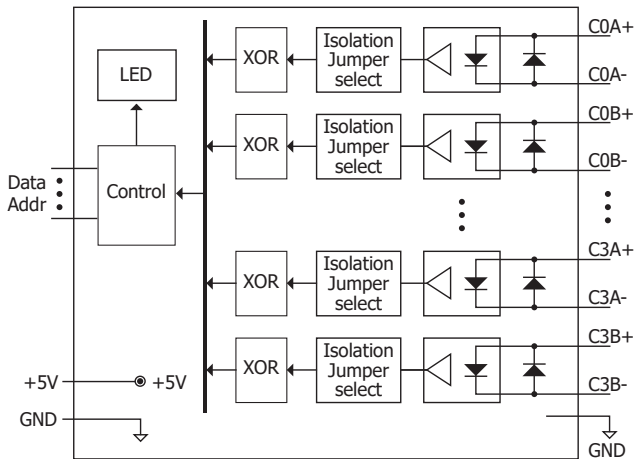 LED
Control
Data
Addr
+5V
+5V
GND
XOR
Isolation
Jumper
select
C0A+
C0A-
XOR
Isolation
Jumper
select
C0B+
C0B-
XOR
Isolation
Jumper
select
C3A+
C3A-
XOR
Isolation
Jumper
select
C3B+
C3B-
GND